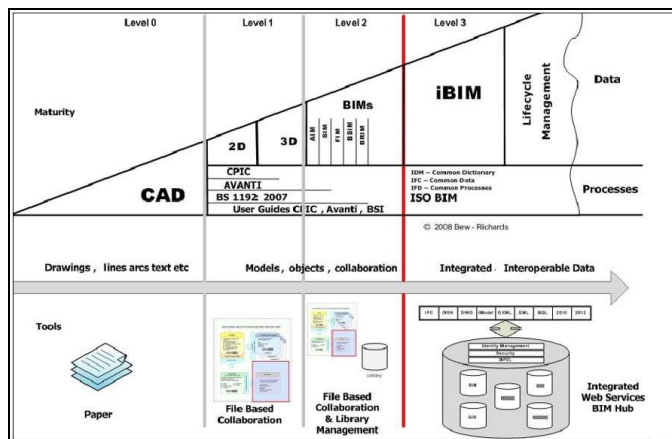 Level 0
Level 1
Level 2
Level 3
Maturity
CAD
2D
3D
BIMs
AIM
SIM
FIM
BSIM
BRIM
iBIM
Lifecycle
Management
Data
CPIC
AVANTI
BS 1192: 2007
User Guides CPIC , Avanti , BSI
IDM – Common Dictionary
IFC – Common Data
IFD – Common Processes
ISO BIM
Processes
© 2008 Bew - Richards
Drawings , lines arcs text etc
Models, objects, collaboration
Integrated , Interoperable Data
Tools
Paper
File Based
Collaboration
Library
File Based
Collaboration
& Library
Management
2010
2012
Identity Management
Security
BIM
Integrated
Web Services
BIM Hub